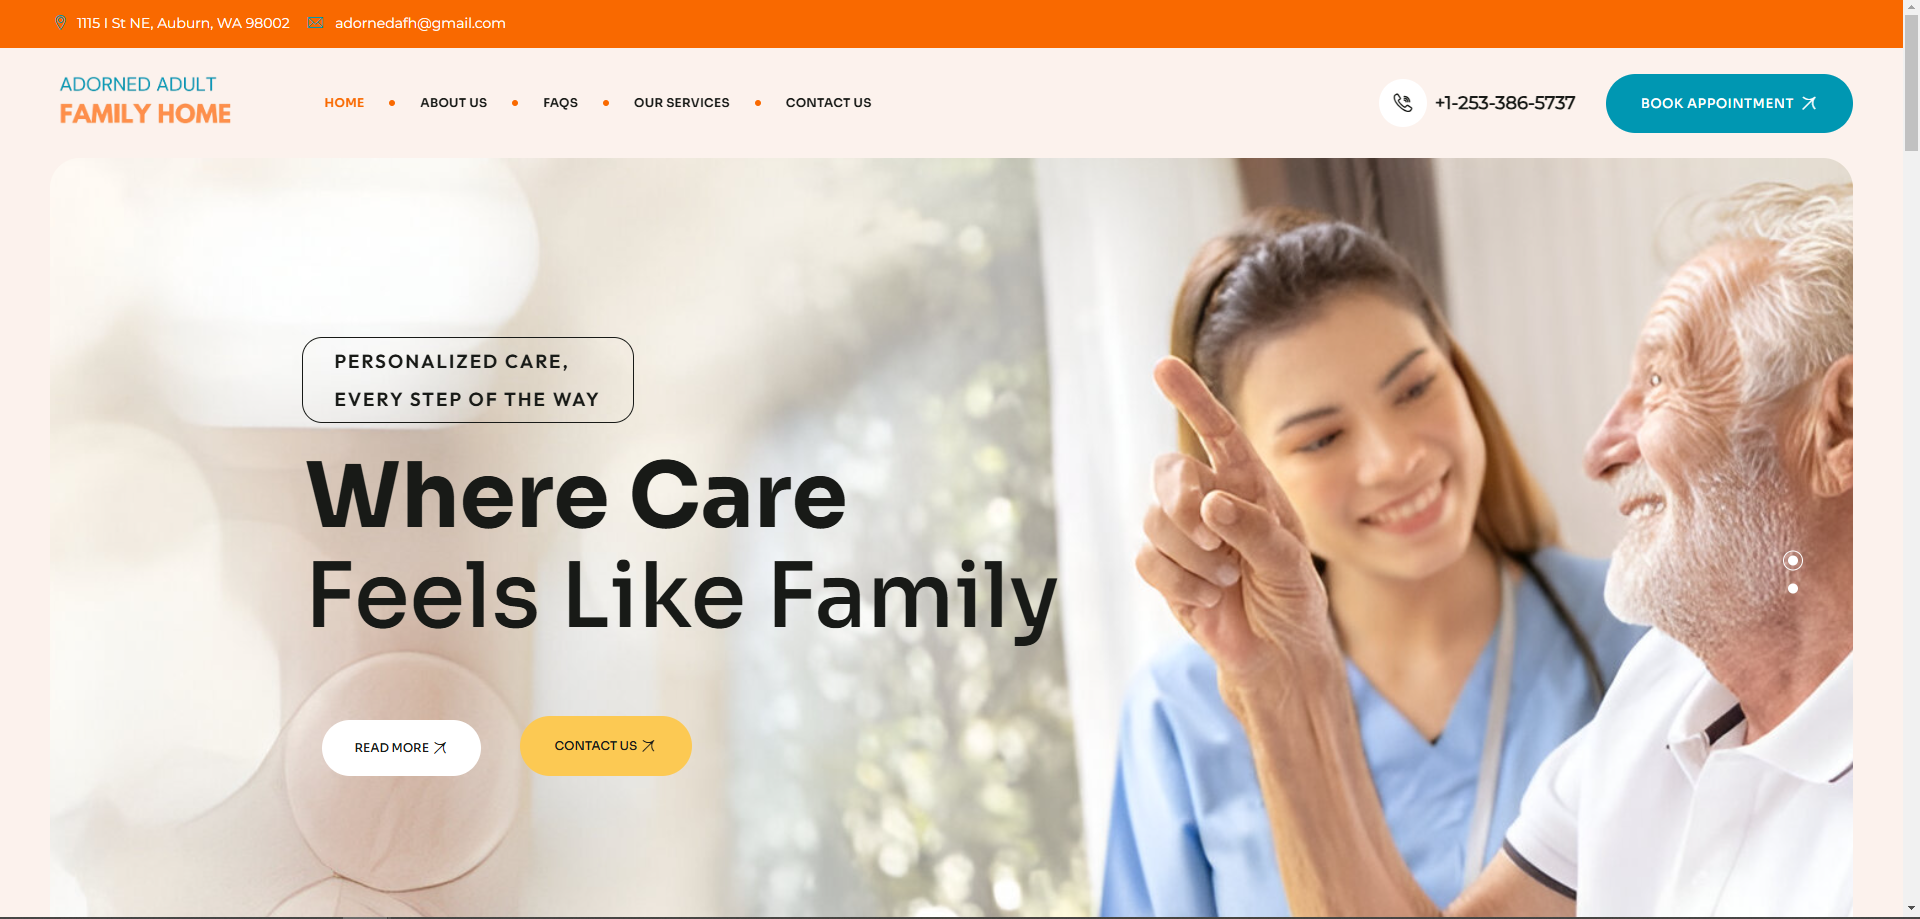 1115 I St NE, Auburn, WA 98002 adornedafh@gmail.com
ADORNED ADULT
FAMILY HOME
HOME ABOUT US FAQS OUR SERVICES CONTACT US
+1-253-386-5737
BOOK APPOINTMENT
PERSONALIZED CARE,
EVERY STEP OF THE WAY
Where Care
Feels Like Family
READ MORE
CONTACT US